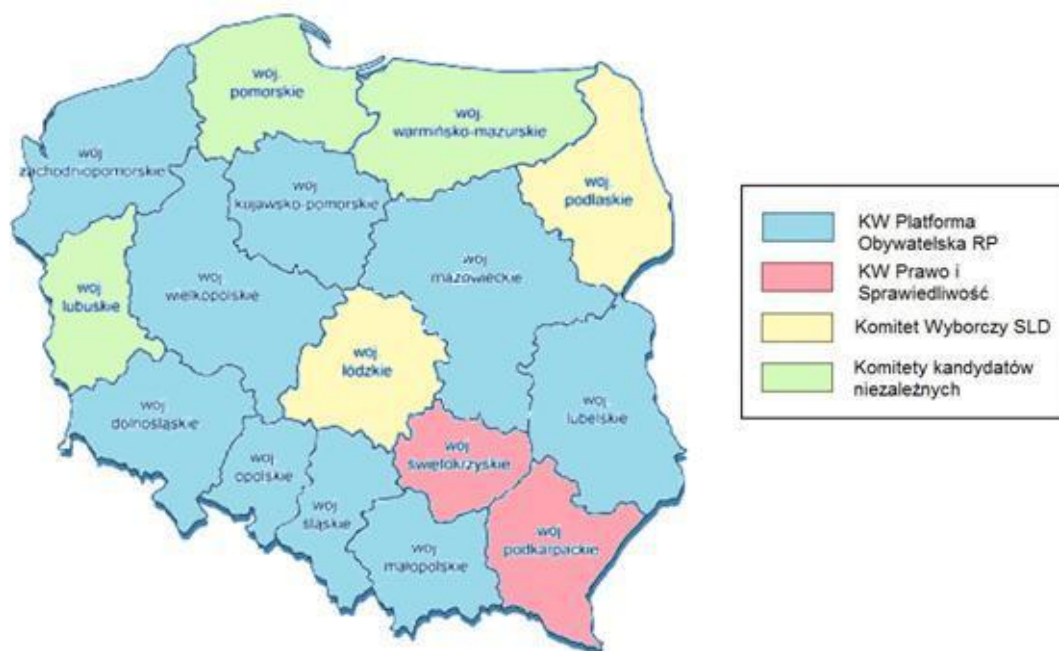 woj.
pomorskie
woj.
warmińsko-mazurskie
woj
zachodniopomorskie
woj
kujawsko-pomorskie
woj.
podlaskie
woj
mazowieckie
woj
wielkopolskie
woj
lubuskie
woj
łódzkie
woj
lubelskie
woj
dolnośląskie
woj
opolskie
woj
śląskie
woj
świętokrzyskie
woj
małopolskie
woj
podkarpackie
KW Platforma
Obywatelska RP
KW Prawo i
Sprawiedliwość
Komitet Wyborczy SLD
Komitety kandydatów
niezależnych